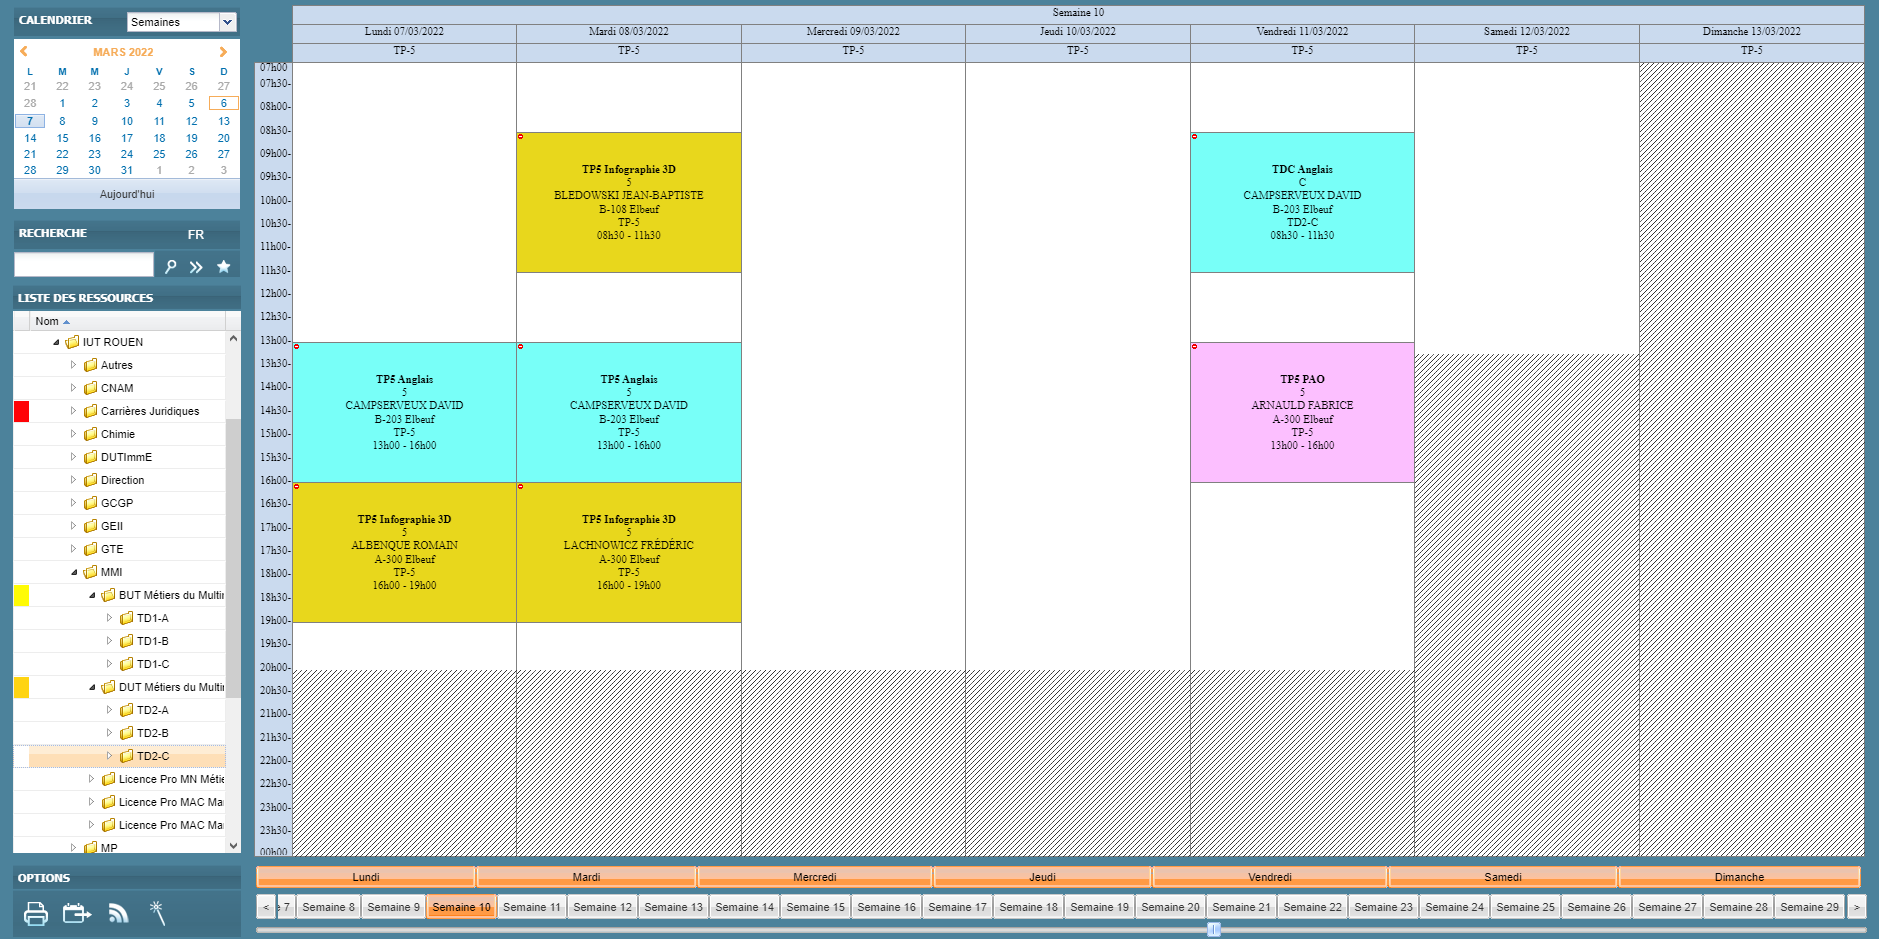 CALENDRIER
Semaines
MARS 2022
L M M J V S D
21 22 23 24 25 26 27
28 1 2 3 4 5 6
7 8 9 10 11 12 13
14 15 16 17 18 19 20
21 22 23 24 25 26 27
28 29 30 31 1 2 3
Aujourd'hui
RECHERCHE FR
LISTE DES RESSOURCES
Nom
IUT ROUEN
Autres
CNAM
Carrières Juridiques
Chimie
DUTImmE
Direction
GCGP
GEII
GTE
MMI
BUT Métiers du Multi
TD1-A
TD1-B
TD1-C
DUT Métiers du Multi
TD2-A
TD2-B
TD2-C
Licence Pro MN Métie
Licence Pro MAC Ma
Licence Pro MAC Ma
MP
OPTIONS
Semaine 10
Lundi 07/03/2022 Mardi 08/03/2022 Mercredi 09/03/2022 Jeudi 10/03/2022 Vendredi 11/03/2022 Samedi 12/03/2022 Dimanche 13/03/2022
TP-5 TP-5 TP-5 TP-5 TP-5 TP-5 TP-5
07h00
07h30-
08h00-
08h30-
09h00-
09h30-
10h00-
10h30-
11h00-
11h30-
12h00-
12h30-
13h00-
13h30-
14h00-
14h30-
15h00-
15h30-
16h00-
16h30-
17h00-
17h30-
18h00-
18h30-
19h00-
19h30-
20h00-
20h30-
21h00-
21h30-
22h00-
22h30-
23h00-
23h30-
00h00
TP5 Anglais
5
CAMPSERVEUX DAVID
B-203 Elbeuf
TP-5
13h00 - 16h00
TP5 Infographie 3D
5
ALBENQUE ROMAIN
A-300 Elbeuf
TP-5
16h00 - 19h00
TP5 Infographie 3D
5
BLEDOWSKI JEAN-BAPTISTE
B-108 Elbeuf
TP-5
08h30 - 11h30
TP5 Anglais
5
CAMPSERVEUX DAVID
B-203 Elbeuf
TP-5
13h00 - 16h00
TP5 Infographie 3D
5
LACHNOWICZ FRÉDÉRIC
A-300 Elbeuf
TP-5
16h00 - 19h00
TDC Anglais
C
CAMPSERVEUX DAVID
B-203 Elbeuf
TD2-C
08h30 - 11h30
TP5 PAO
5
ARNAULD FABRICE
A-300 Elbeuf
TP-5
13h00 - 16h00
Lundi Mardi Mercredi Jeudi Vendredi Samedi Dimanche
< 7 Semaine 8 Semaine 9 Semaine 10 Semaine 11 Semaine 12 Semaine 13 Semaine 14 Semaine 15 Semaine 16 Semaine 17 Semaine 18 Semaine 19 Semaine 20 Semaine 21 Semaine 22 Semaine 23 Semaine 24 Semaine 25 Semaine 26 Semaine 27 Semaine 28 Semaine 29 >